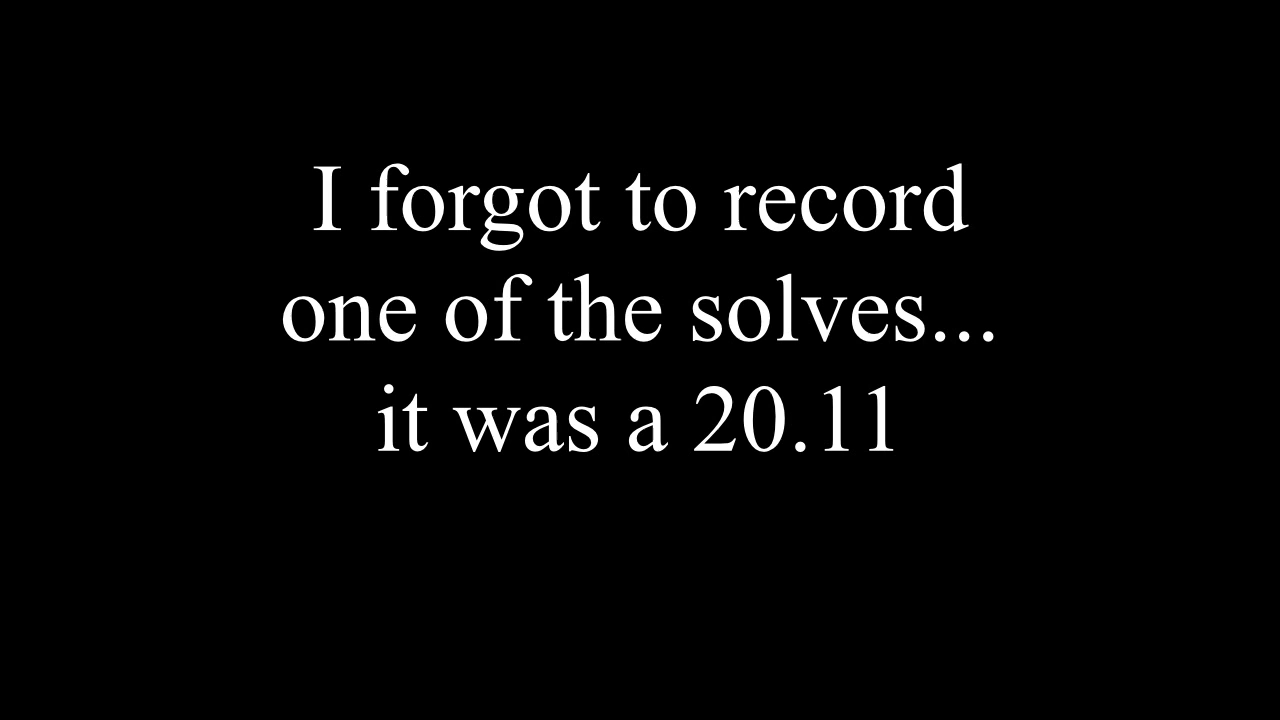 I forgot to record
one of the solves...
it was a 20.11